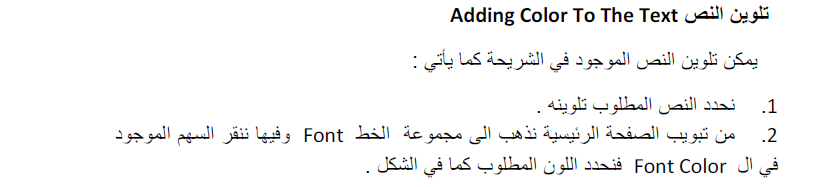 تلوين النص Adding Color To The Text
يمكن تلوين النص الموجود في الشريحة كما يأتي :
1. نحدد النص المطلوب تلوينه .
2. من تبويب الصفحة الرئيسية نذهب الى مجموعة الخط Font وفيها ننقر السهم الموجود
في ال Font Color فنحدد اللون المطلوب كما في الشكل .